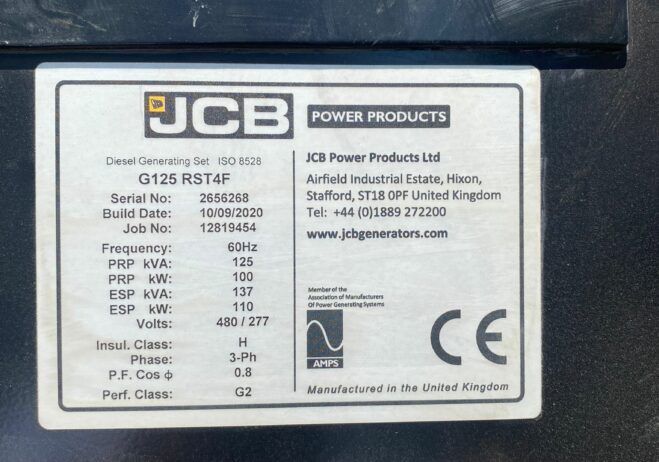 JCB POWER PRODUCTS
Diesel Generating Set ISO 8528
G125 RST4F
Serial No: 2656268
Build Date: 10/09/2020
Job No: 12819454
Frequency: 60Hz
PRP kVA: 125
PRP kW: 100
ESP kVA: 137
ESP kW: 110
Volts: 480 / 277
Insul. Class: H
Phase: 3-Ph
P.F. Cos ϕ 0.8
Perf. Class: G2
JCB Power Products Ltd
Airfield Industrial Estate, Hixon,
Stafford, ST18 0PF United Kingdom
Tel: +44 (0)1889 272200
www.jcbgenerators.com
Member of the
Association of Manufacturers
Of Power Generating Systems
AMPS
CE
Manufactured in the United Kingdom